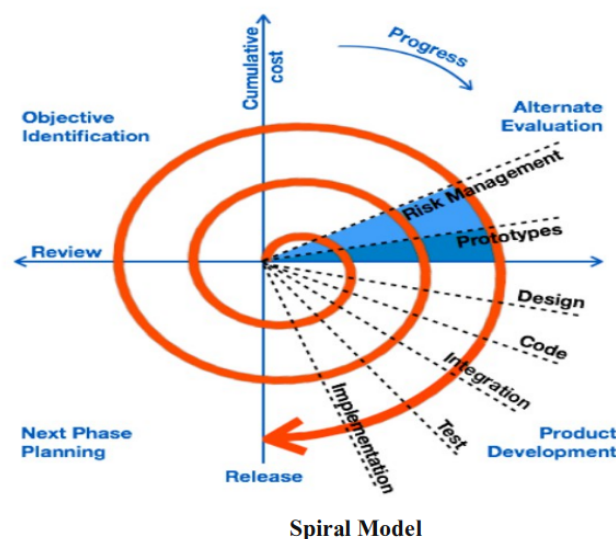 Cumulative
cost
Progress
Objective
Identification
Alternate
Evaluation
Risk Management
Prototypes
Review
Design
Code
Integration
Test
Implementation
Next Phase
Planning
Release
Product
Development
Spiral Model